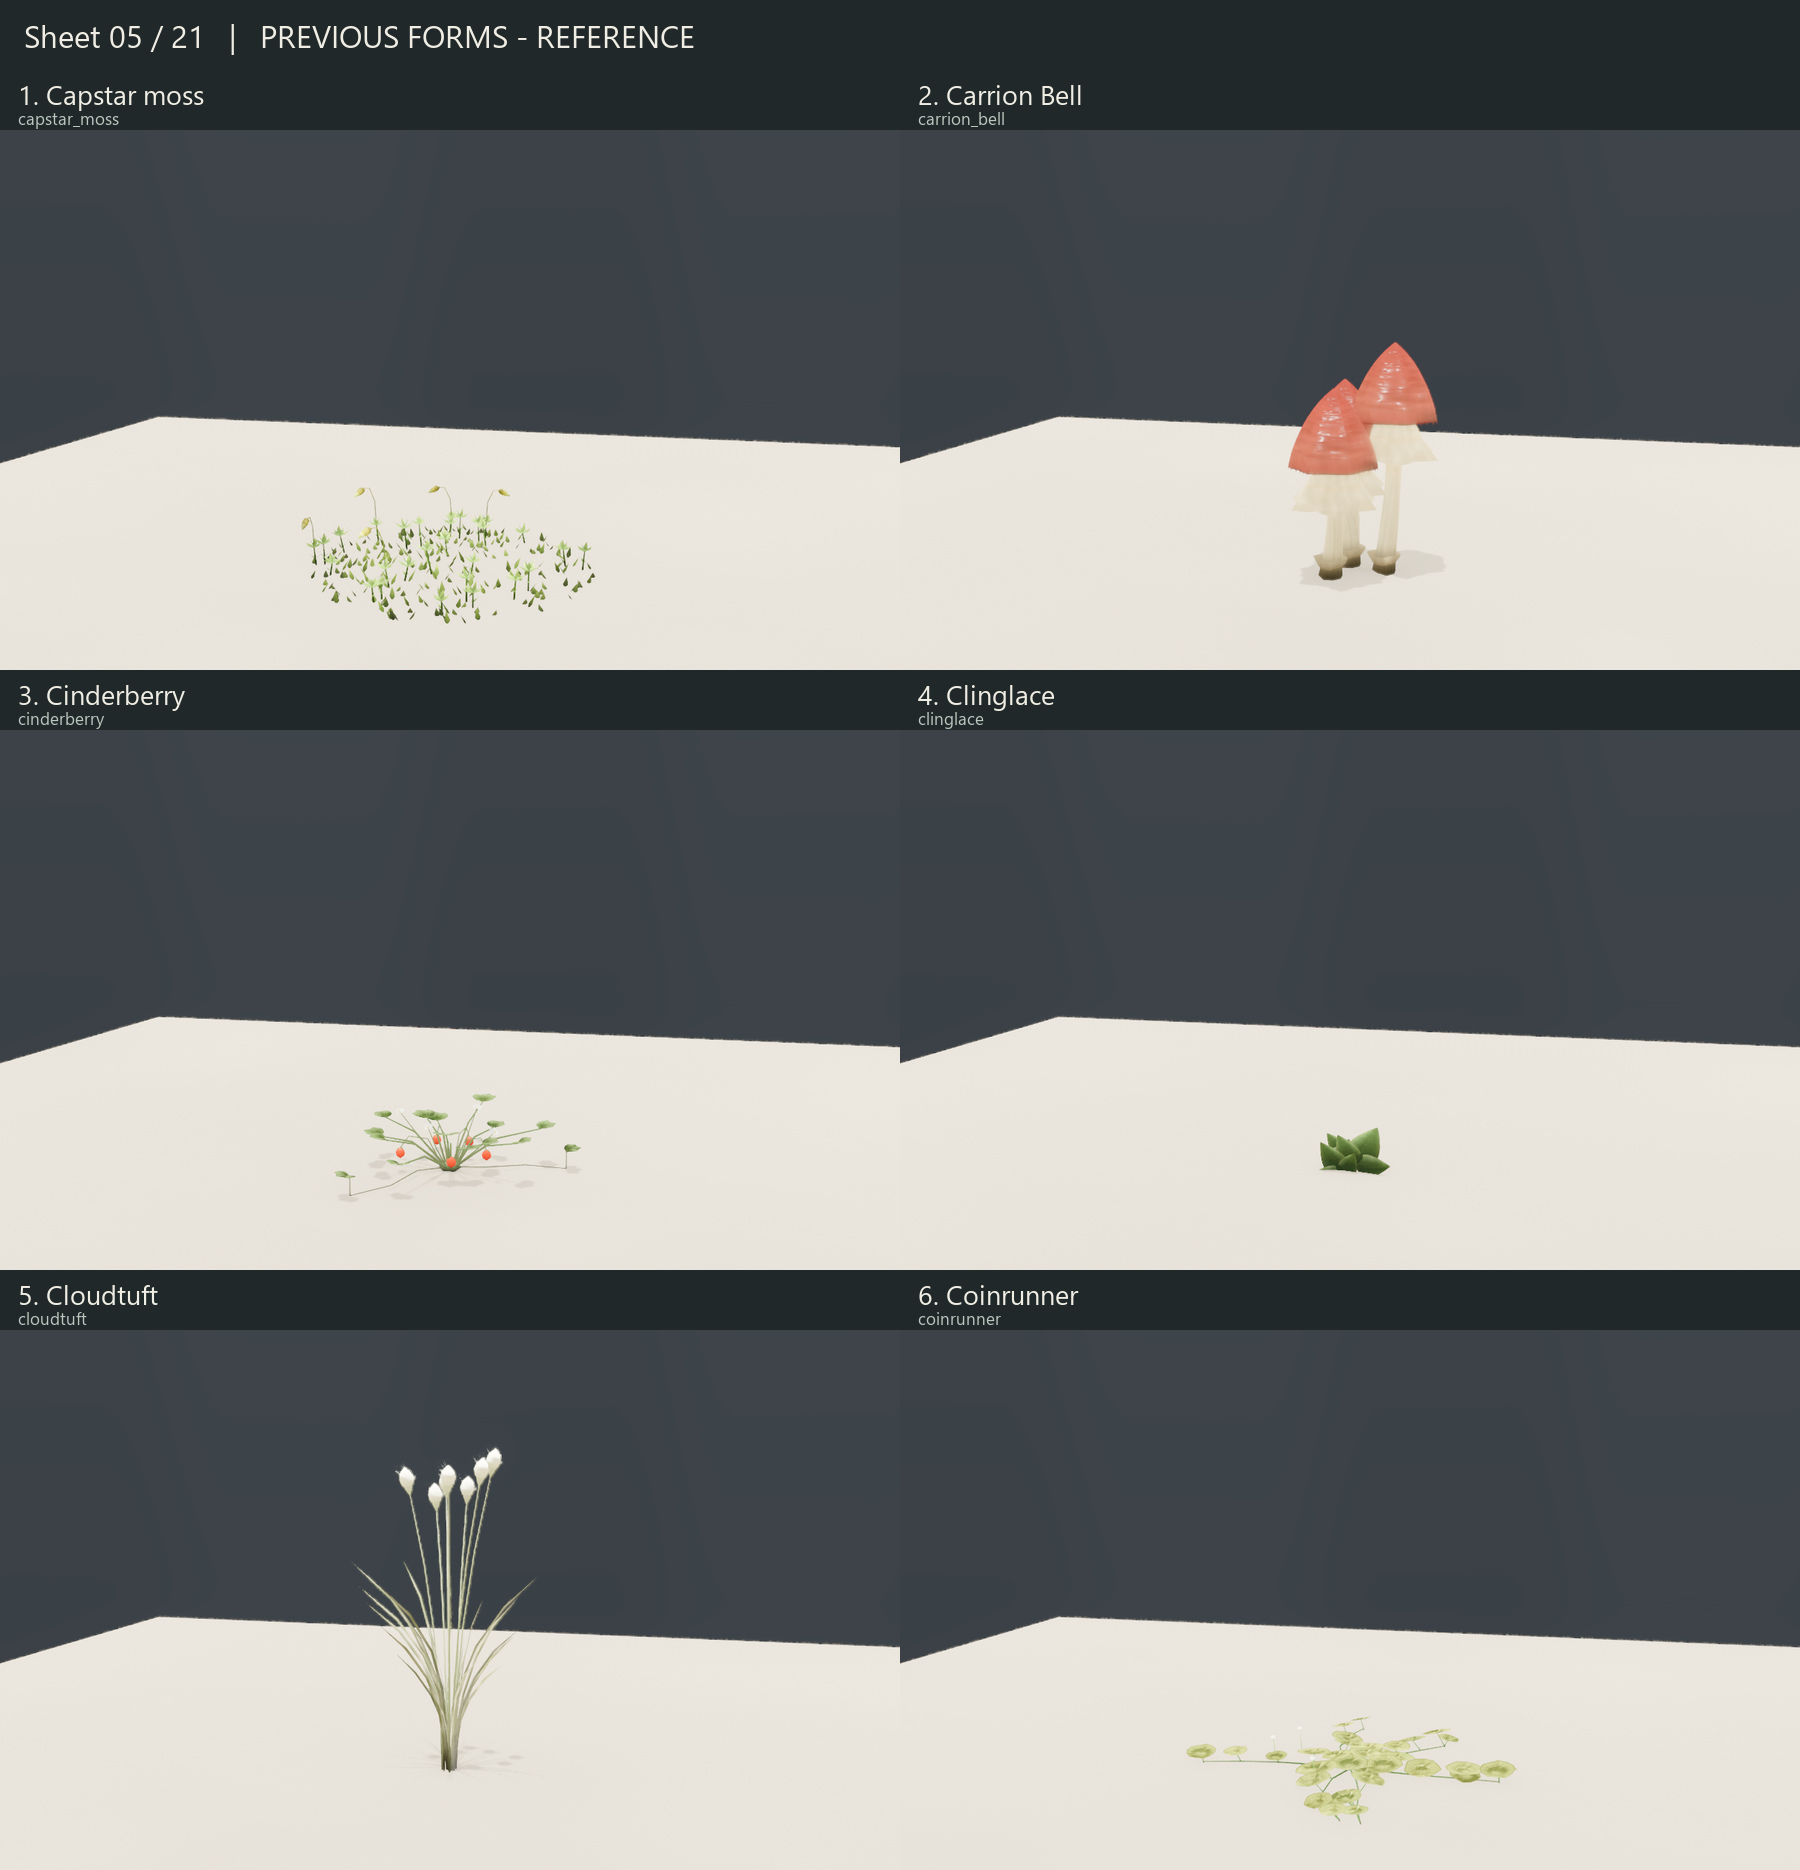 Sheet 05 / 21 | PREVIOUS FORMS - REFERENCE
1. Capstar moss
capstar_moss
2. Carrion Bell
carrion_bell
3. Cinderberry
cinderberry
4. Clinglace
clinglace
5. Cloudtuft
cloudtuft
6. Coinrunner
coinrunner